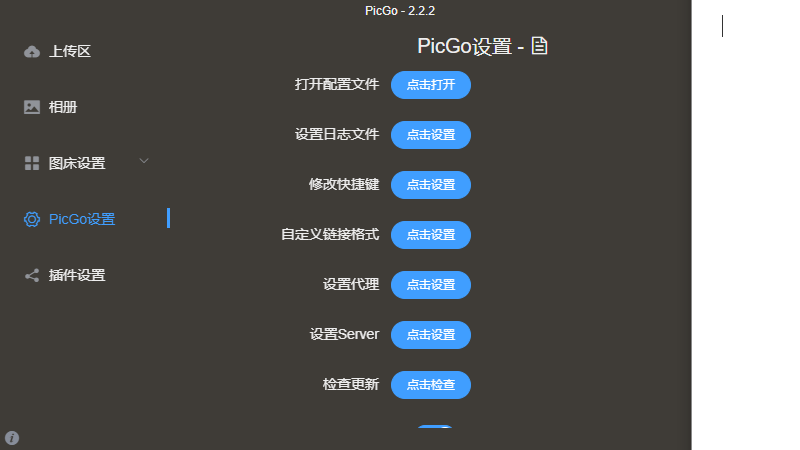 PicGo - 2.2.2
上传区
相册
图床设置
PicGo设置
插件设置
PicGo设置 -
打开配置文件 点击打开
设置日志文件 点击设置
修改快捷键 点击设置
自定义链接格式 点击设置
设置代理 点击设置
设置Server 点击设置
检查更新 点击检查